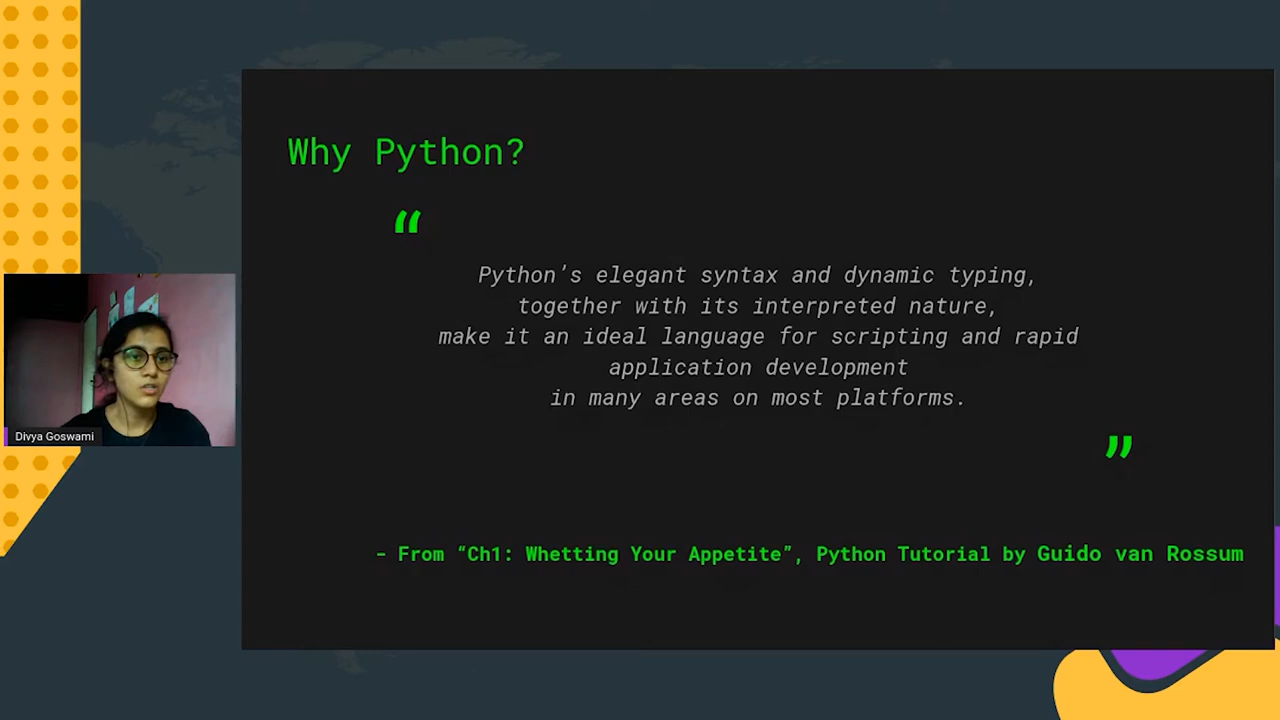 Why Python?
“
Python’s elegant syntax and dynamic typing,
together with its interpreted nature,
make it an ideal language for scripting and rapid
application development
in many areas on most platforms.
”
– From “Ch1: Whetting Your Appetite”, Python Tutorial by Guido van Rossum
Divya Goswami